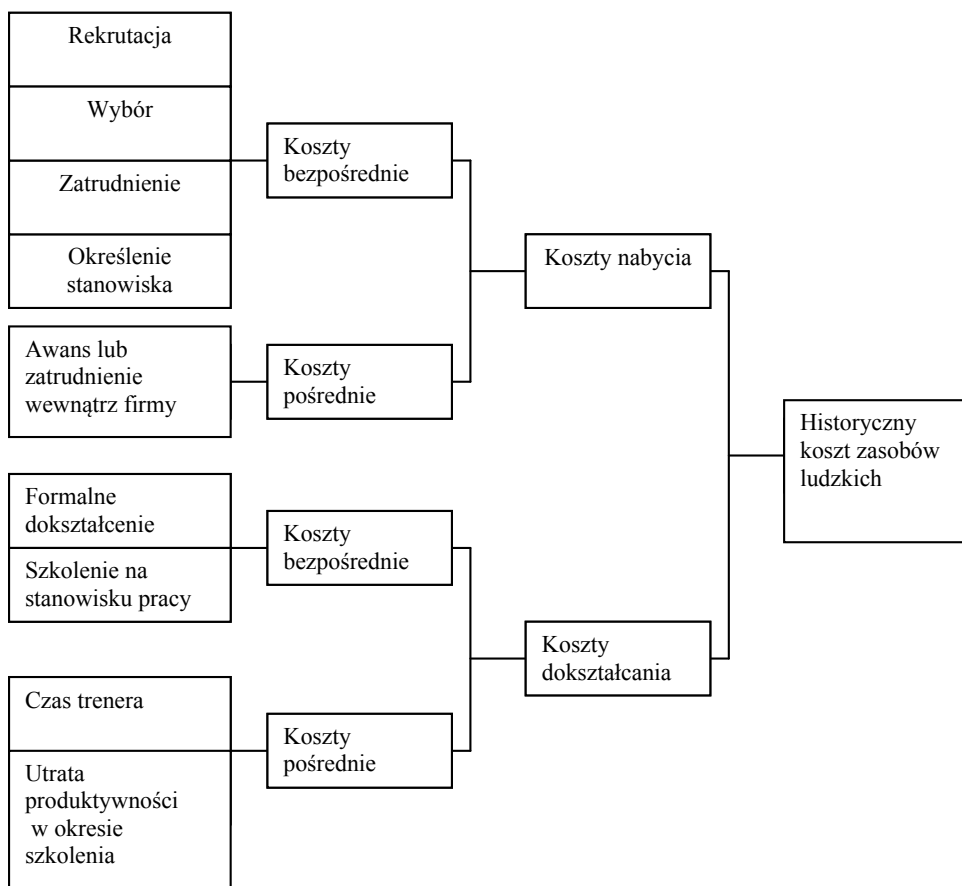 Rekrutacja
Wybór
Zatrudnienie
Określenie
stanowiska
Koszty
bezpośrednie
Awans lub
zatrudnienie
wewnątrz firmy
Koszty
pośrednie
Koszty nabycia
Formalne
dokształcenie
Szkolenie na
stanowisku pracy
Koszty
bezpośrednie
Czas trenera
Utrata
produktywności
w okresie
szkolenia
Koszty
pośrednie
Koszty
dokształcania
Historyczny
koszt zasobów
ludzkich